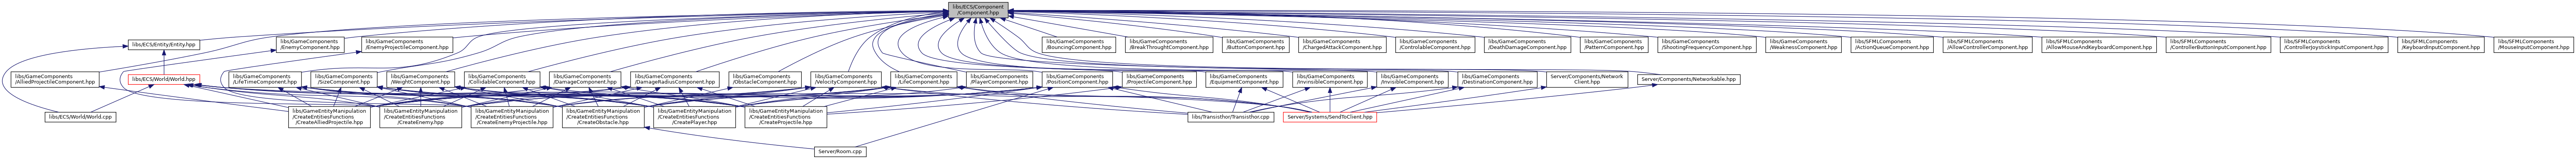 libs/ECS/Component
/Component.hpp
libs/ECS/Entity/Entity.hpp
libs/GameComponents
/EnemyComponent.hpp
libs/GameComponents
/EnemyProjectileComponent.hpp
libs/GameComponents
/BouncingComponent.hpp
libs/GameComponents
/BreakThroughtComponent.hpp
libs/GameComponents
/ButtonComponent.hpp
libs/GameComponents
/ChargedAttackComponent.hpp
libs/GameComponents
/ControlableComponent.hpp
libs/GameComponents
/DeathDamageComponent.hpp
libs/GameComponents
/PatternComponent.hpp
libs/GameComponents
/ShootingFrequencyComponent.hpp
libs/GameComponents
/WeaknessComponent.hpp
libs/SFMLComponents
/ActionQueueComponent.hpp
libs/SFMLComponents
/AllowControllerComponent.hpp
libs/SFMLComponents
/AllowMouseAndKeyboardComponent.hpp
libs/SFMLComponents
/ControllerButtonInputComponent.hpp
libs/SFMLComponents
/ControllerJoystickInputComponent.hpp
libs/SFMLComponents
/KeyboardInputComponent.hpp
libs/SFMLComponents
/MouseInputComponent.hpp
libs/GameComponents
/AlliedProjectileComponent.hpp
libs/ECS/World/World.hpp
libs/GameComponents
/LifeTimeComponent.hpp
libs/GameComponents
/SizeComponent.hpp
libs/GameComponents
/WeightComponent.hpp
libs/GameComponents
/CollidableComponent.hpp
libs/GameComponents
/DamageComponent.hpp
libs/GameComponents
/DamageRadiusComponent.hpp
libs/GameComponents
/ObstacleComponent.hpp
libs/GameComponents
/VelocityComponent.hpp
libs/GameComponents
/LifeComponent.hpp
libs/GameComponents
/PlayerComponent.hpp
libs/GameComponents
/PositionComponent.hpp
libs/GameComponents
/ProjectileComponent.hpp
libs/GameComponents
/EquipmentComponent.hpp
libs/GameComponents
/InvinsibleComponent.hpp
libs/GameComponents
/InvisibleComponent.hpp
libs/GameComponents
/DestinationComponent.hpp
Server/Components/Network
Client.hpp
Server/Components/Networkable.hpp
libs/ECS/World/World.cpp
libs/GameEntityManipulation
/CreateEntitiesFunctions
/CreateAlliedProjectile.hpp
libs/GameEntityManipulation
/CreateEntitiesFunctions
/CreateEnemy.hpp
libs/GameEntityManipulation
/CreateEntitiesFunctions
/CreateEnemyProjectile.hpp
libs/GameEntityManipulation
/CreateEntitiesFunctions
/CreateObstacle.hpp
libs/GameEntityManipulation
/CreateEntitiesFunctions
/CreatePlayer.hpp
libs/GameEntityManipulation
/CreateEntitiesFunctions
/CreateProjectile.hpp
libs/Transisthor/Transisthor.cpp
Server/Systems/SendToClient.hpp
Server/Room.cpp